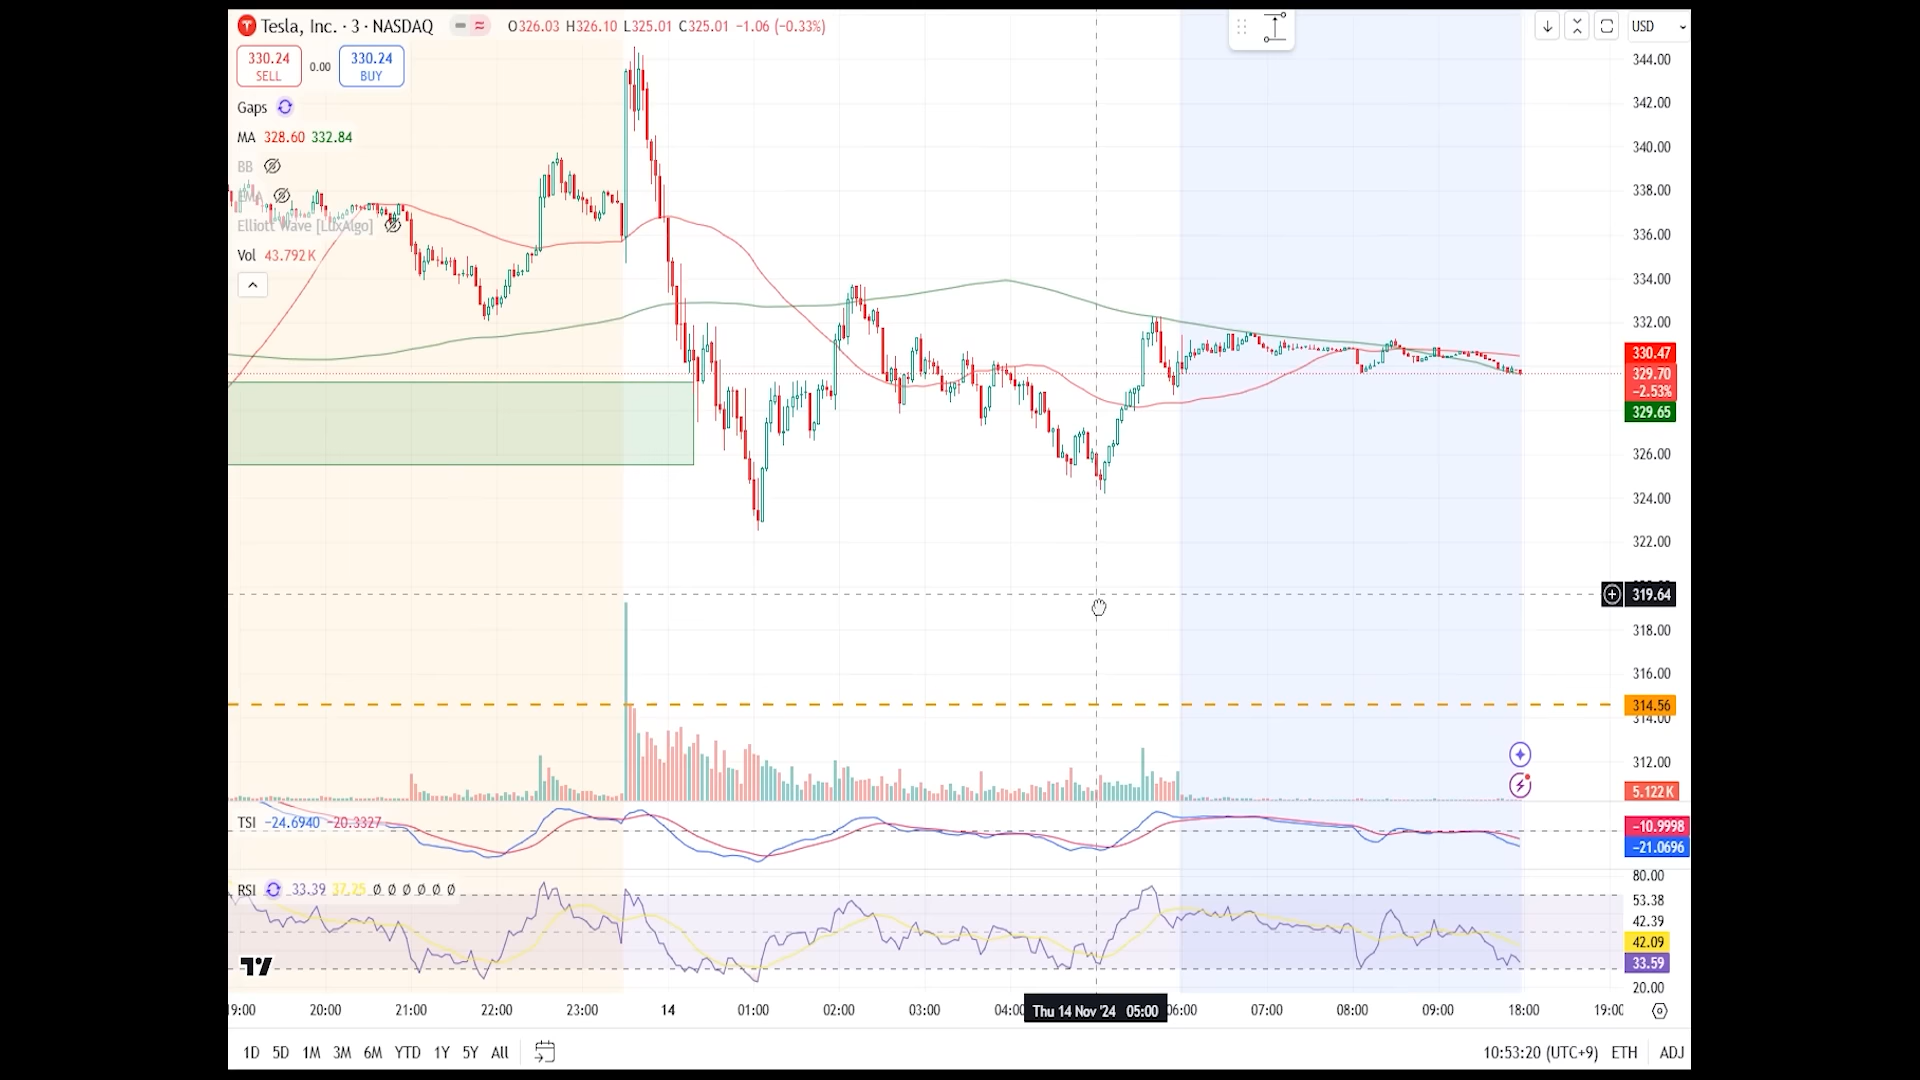 Tesla, Inc. · 3 · NASDAQ O326.03 H326.10 L325.01 C325.01 −1.06 (−0.33%)
USD
330.24 SELL 0.00 330.24 BUY
Gaps
MA 328.60 332.84
BB
Elliott Wave [LuxAlgo]
Vol 43.792 K
344.00
342.00
340.00
338.00
336.00
334.00
332.00
330.47
329.70
−2.53%
329.65
326.00
324.00
322.00
319.64
318.00
316.00
314.56
314.00
312.00
5.122 K
TSI −24.6940 −20.3327
−10.9998
−21.0696
RSI 33.39 37.25 Ø Ø Ø Ø Ø Ø
80.00
53.38
42.39
42.09
33.59
20.00
19:00 20:00 21:00 22:00 23:00 14 01:00 02:00 03:00 04:00 Thu 14 Nov '24 05:00 06:00 07:00 08:00 09:00 18:00 19:00
1D 5D 1M 3M 6M YTD 1Y 5Y All 10:53:20 (UTC+9) ETH ADJ